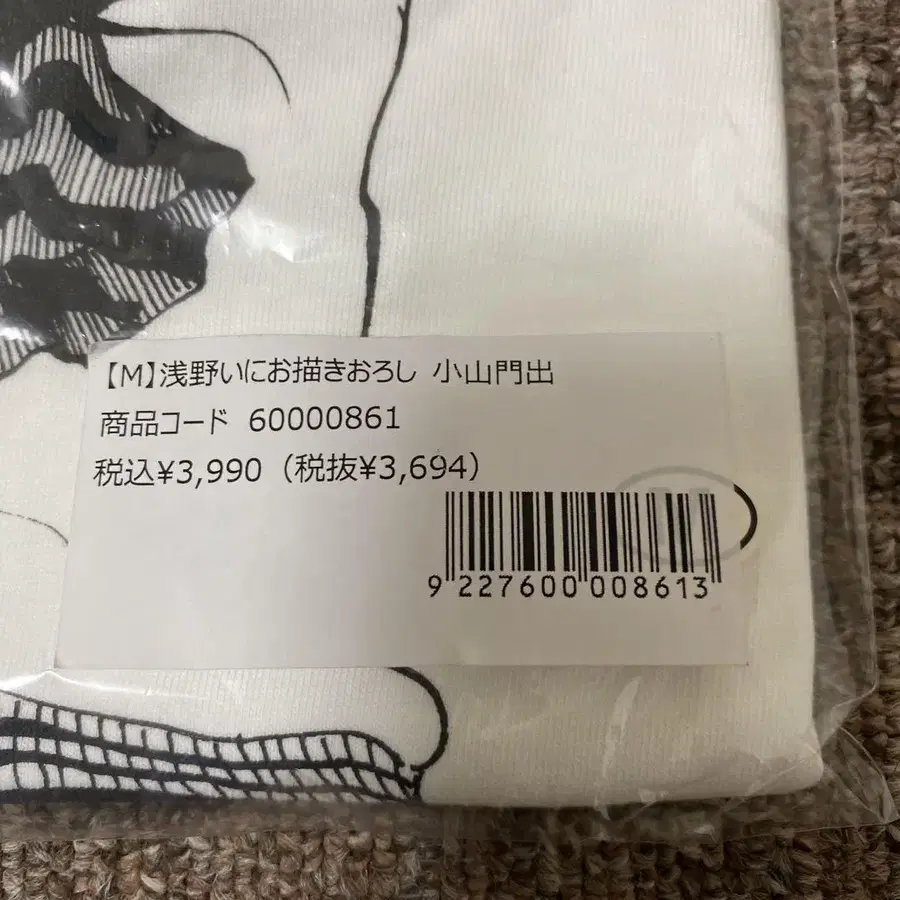 【M】浅野いにお描きおろし 小山門出
商品コード 60000861
税込¥3,990（税抜¥3,694）
9 227600 008613
M